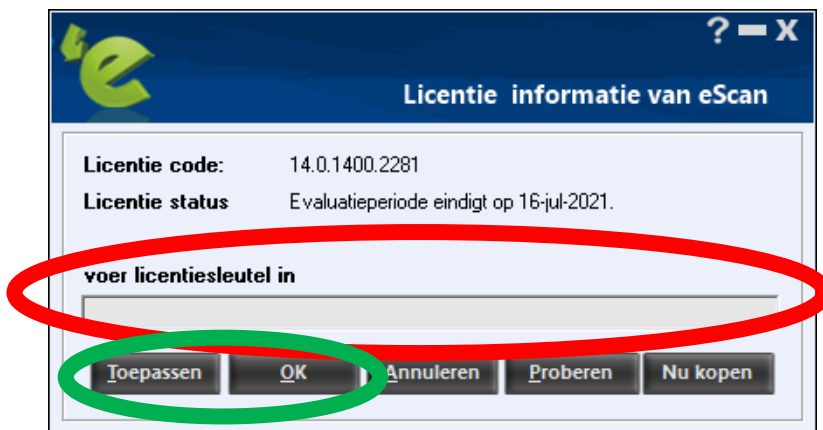 ? – X
Licentie informatie van eScan
Licentie code: 14.0.1400.2281
Licentie status Evaluatieperiode eindigt op 16-jul-2021.
voer licentiesleutel in
Toepassen OK Annuleren Proberen Nu kopen